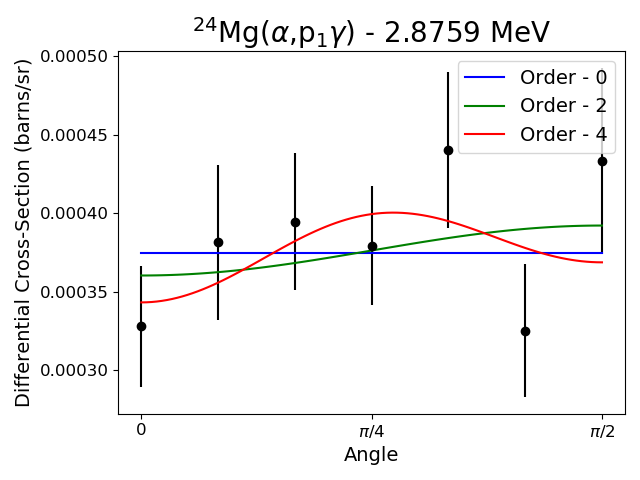 ²⁴Mg(α,p₁γ) - 2.8759 MeV
Differential Cross-Section (barns/sr)
0.00050
0.00045
0.00040
0.00035
0.00030
Order - 0
Order - 2
Order - 4
0
π/4
π/2
Angle